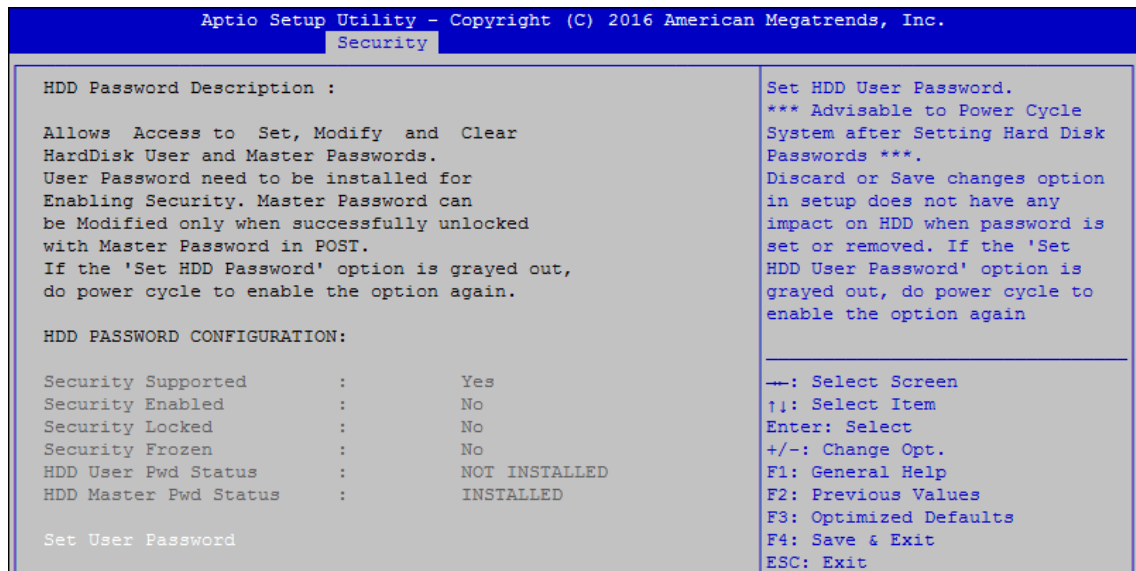 Aptio Setup Utility – Copyright (C) 2016 American Megatrends, Inc.
Security
HDD Password Description :
Allows Access to Set, Modify and Clear
HardDisk User and Master Passwords.
User Password need to be installed for
Enabling Security. Master Password can
be Modified only when successfully unlocked
with Master Password in POST.
If the 'Set HDD Password' option is grayed out,
do power cycle to enable the option again.
HDD PASSWORD CONFIGURATION:
Security Supported : Yes
Security Enabled : No
Security Locked : No
Security Frozen : No
HDD User Pwd Status : NOT INSTALLED
HDD Master Pwd Status : INSTALLED
Set User Password
Set HDD User Password.
*** Advisable to Power Cycle
System after Setting Hard Disk
Passwords ***.
Discard or Save changes option
in setup does not have any
impact on HDD when password is
set or removed. If the 'Set
HDD User Password' option is
grayed out, do power cycle to
enable the option again
→←: Select Screen
↑↓: Select Item
Enter: Select
+/-: Change Opt.
F1: General Help
F2: Previous Values
F3: Optimized Defaults
F4: Save & Exit
ESC: Exit